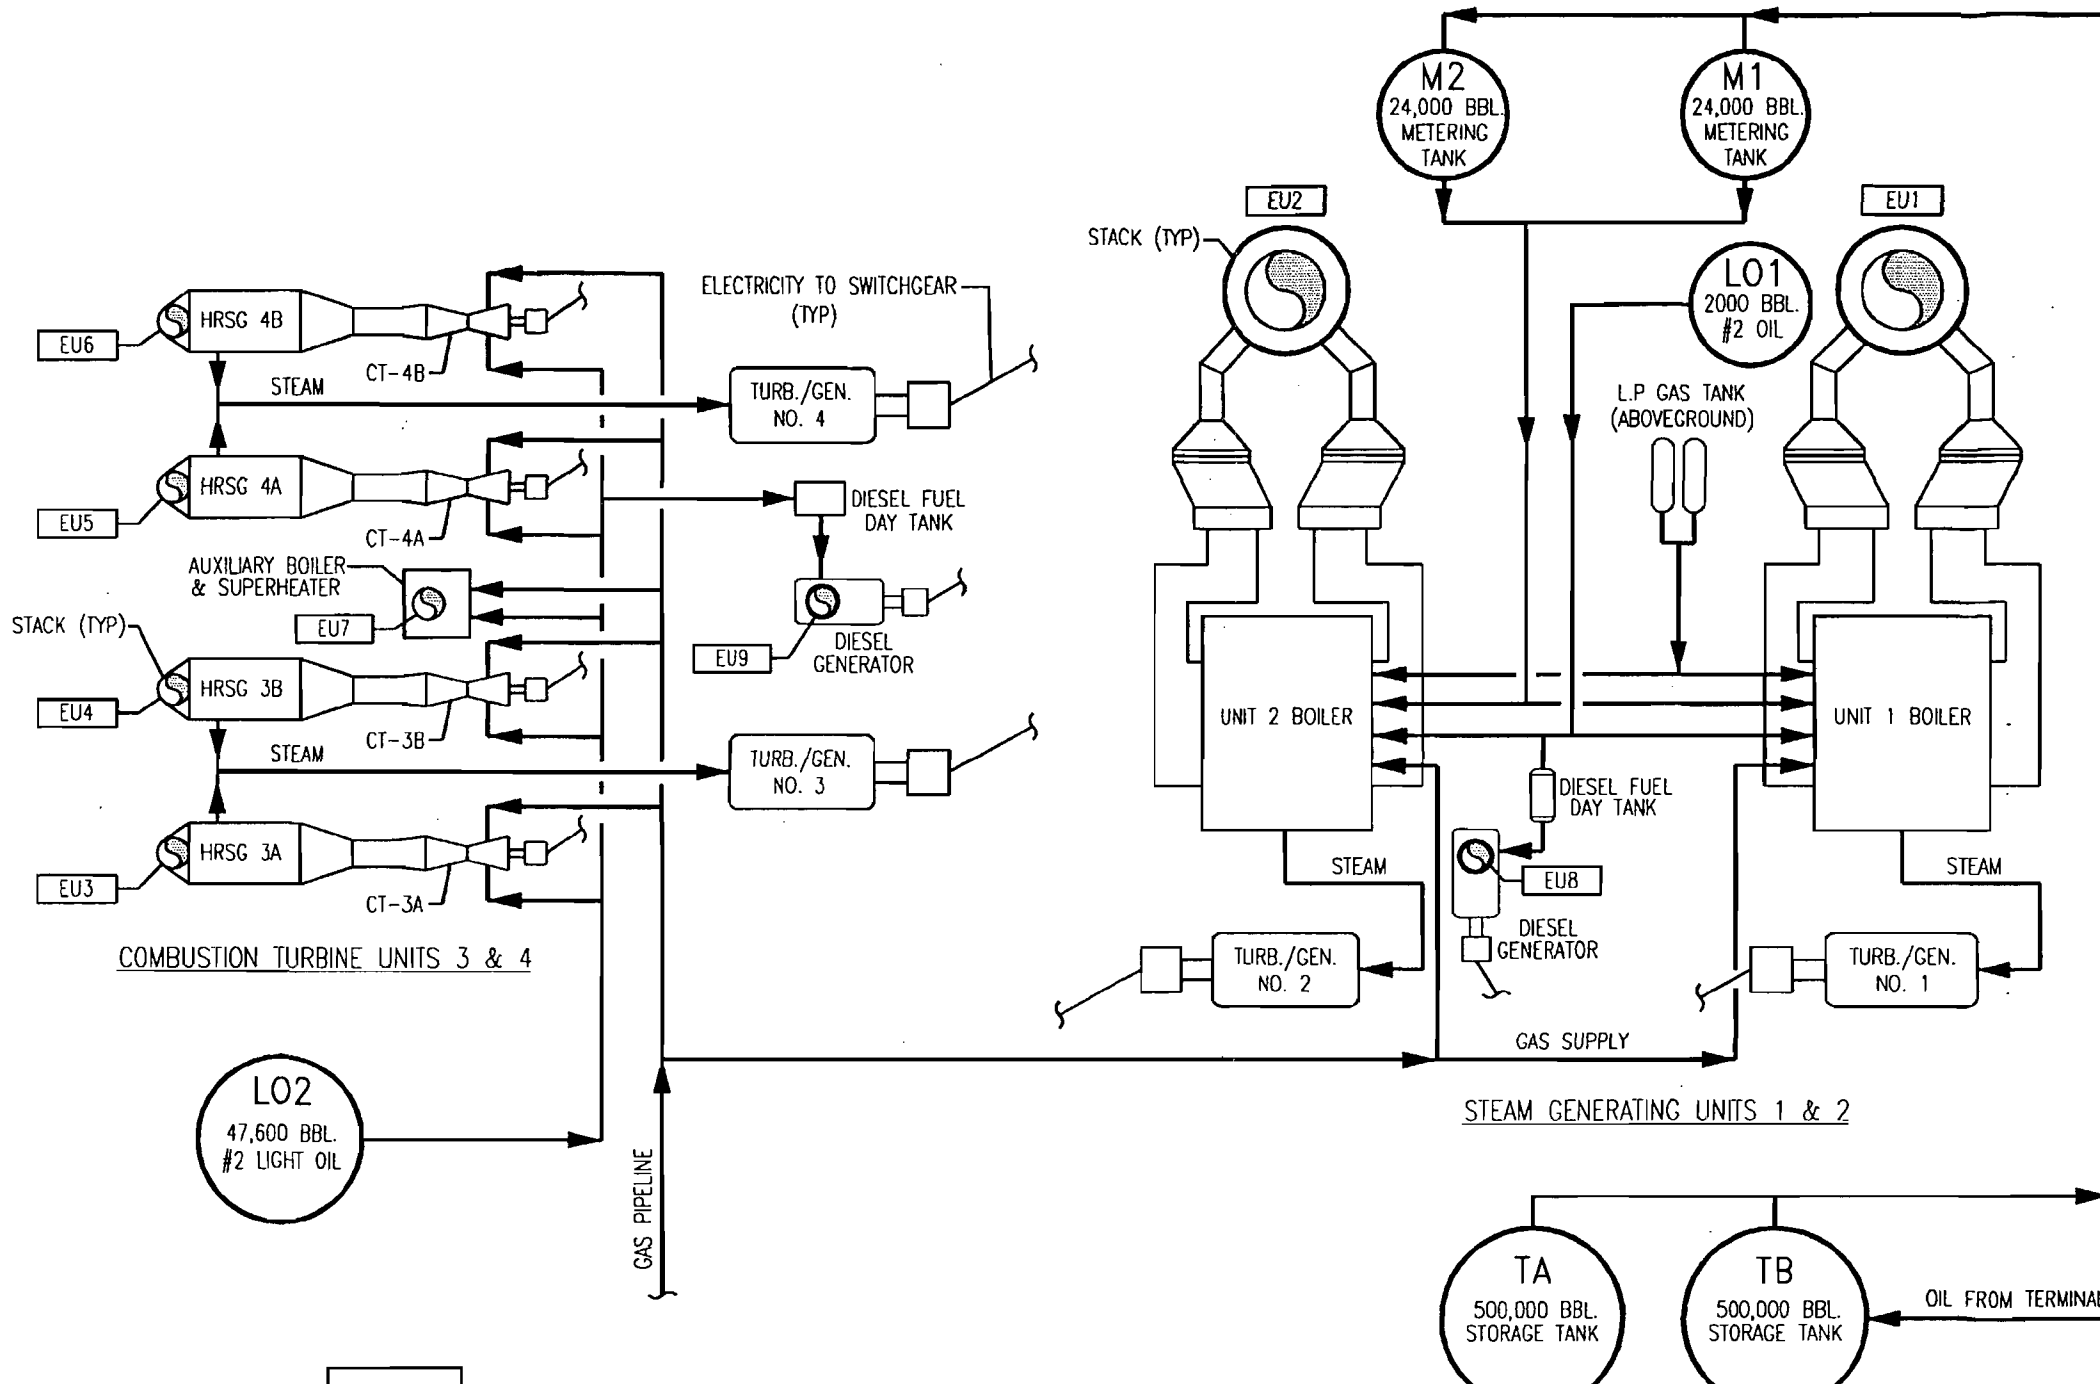 M2
24,000 BBL.
METERING
TANK
M1
24,000 BBL.
METERING
TANK
EU2
EU1
STACK (TYP)
LO1
2000 BBL.
#2 OIL
ELECTRICITY TO SWITCHGEAR
(TYP)
HRSG 4B
EU6
CT-4B
STEAM
TURB./GEN.
NO. 4
L.P GAS TANK
(ABOVEGROUND)
HRSG 4A
EU5
CT-4A
DIESEL FUEL
DAY TANK
AUXILIARY BOILER
& SUPERHEATER
EU7
STACK (TYP)
DIESEL
GENERATOR
EU9
HRSG 3B
EU4
CT-3B
STEAM
TURB./GEN.
NO. 3
UNIT 2 BOILER
UNIT 1 BOILER
DIESEL FUEL
DAY TANK
HRSG 3A
EU3
CT-3A
STEAM
EU8
STEAM
DIESEL
GENERATOR
COMBUSTION TURBINE UNITS 3 & 4
TURB./GEN.
NO. 2
TURB./GEN.
NO. 1
GAS SUPPLY
LO2
47,600 BBL.
#2 LIGHT OIL
STEAM GENERATING UNITS 1 & 2
GAS PIPELINE
TA
500,000 BBL.
STORAGE TANK
TB
500,000 BBL.
STORAGE TANK
OIL FROM TERMINAL